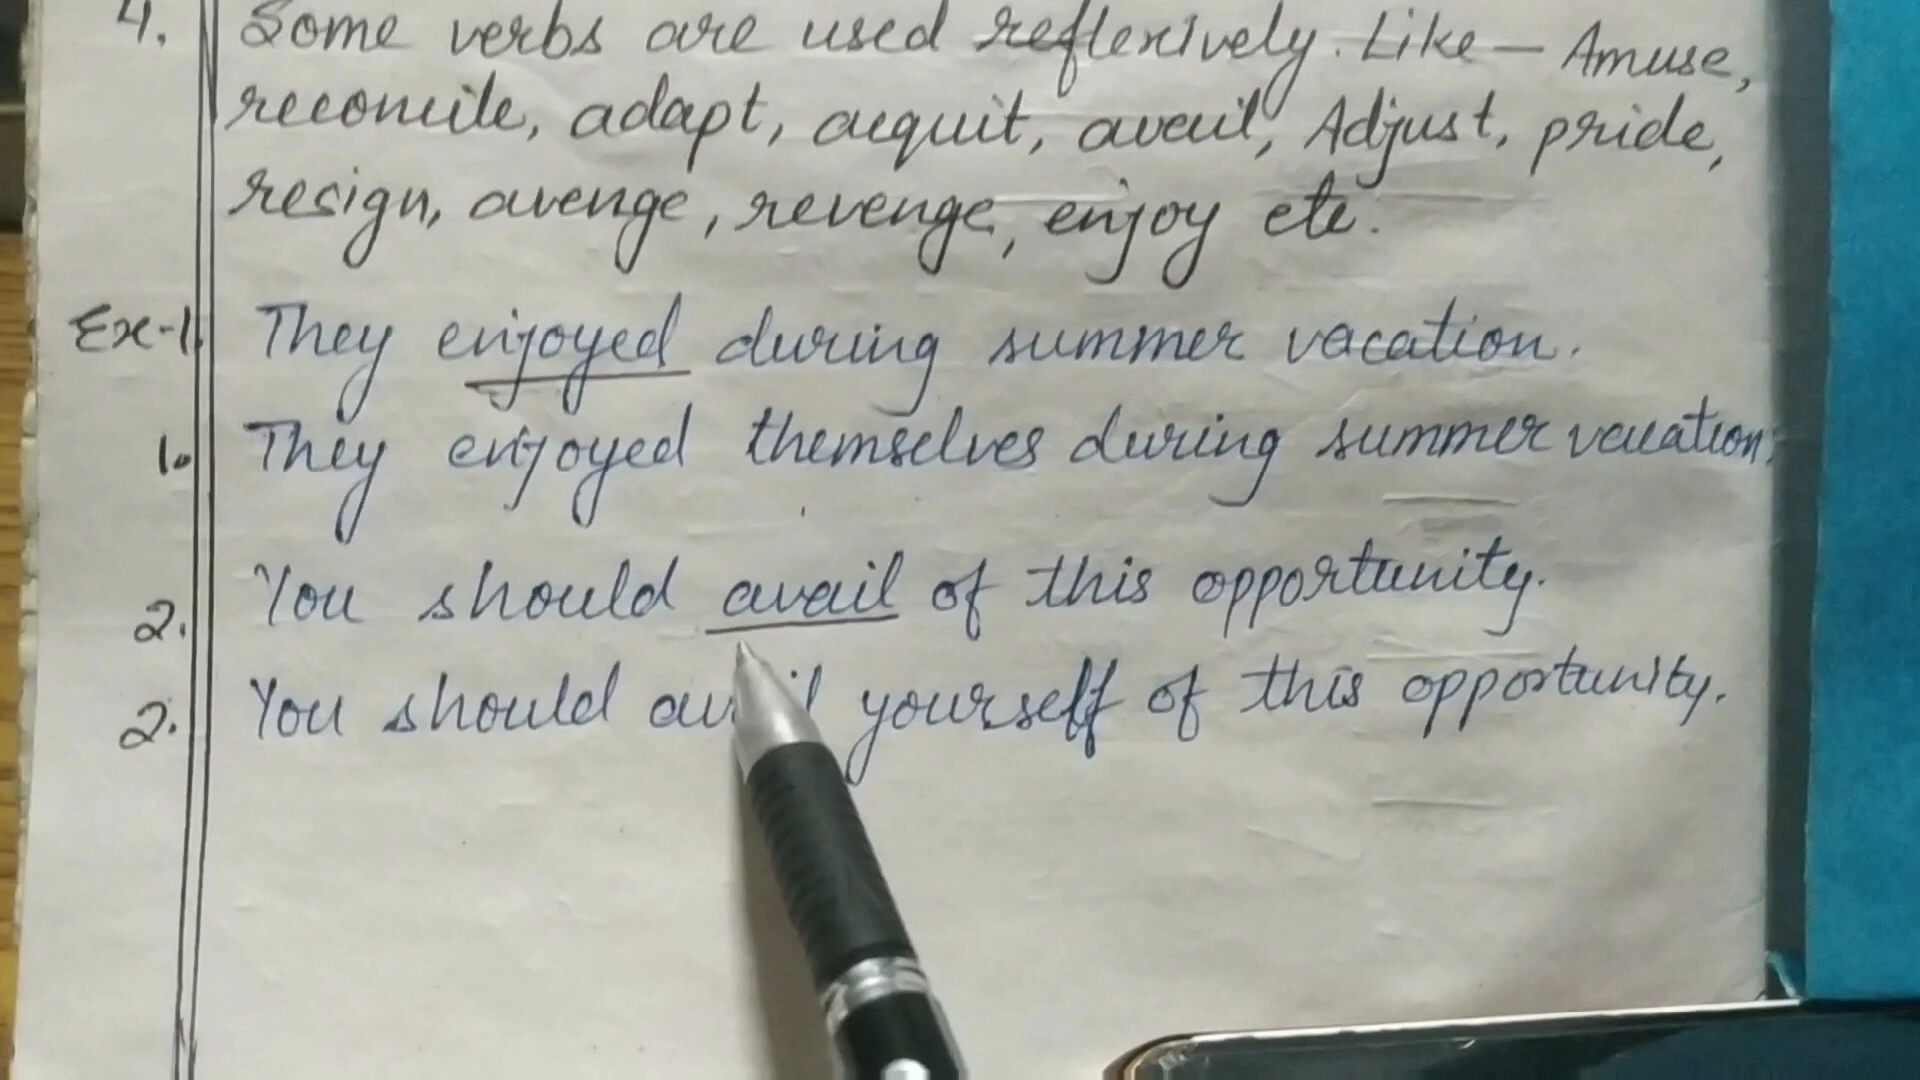 4. Some verbs are used reflexively. Like - Amuse,
reconcile, adapt, acquit, avail, Adjust, pride,
resign, avenge, revenge, enjoy etc.
Ex-1. They enjoyed during summer vacation.
1. They enjoyed themselves during summer vacation.
2. You should avail of this opportunity.
2. You should avail yourself of this opportunity.